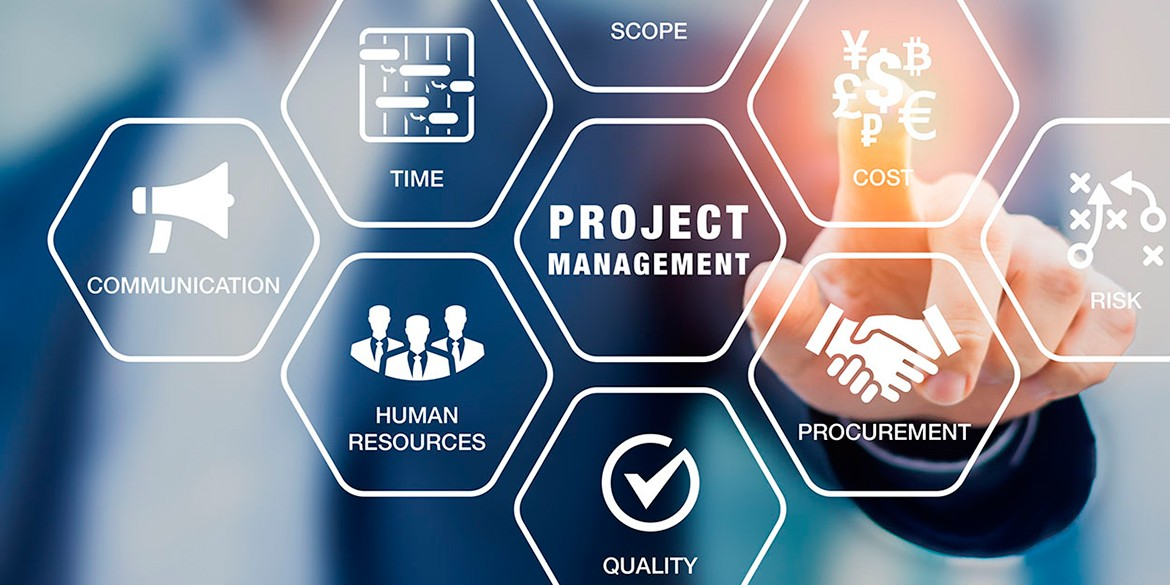 SCOPE
TIME
COST
COMMUNICATION
PROJECT
MANAGEMENT
RISK
HUMAN
RESOURCES
PROCUREMENT
QUALITY